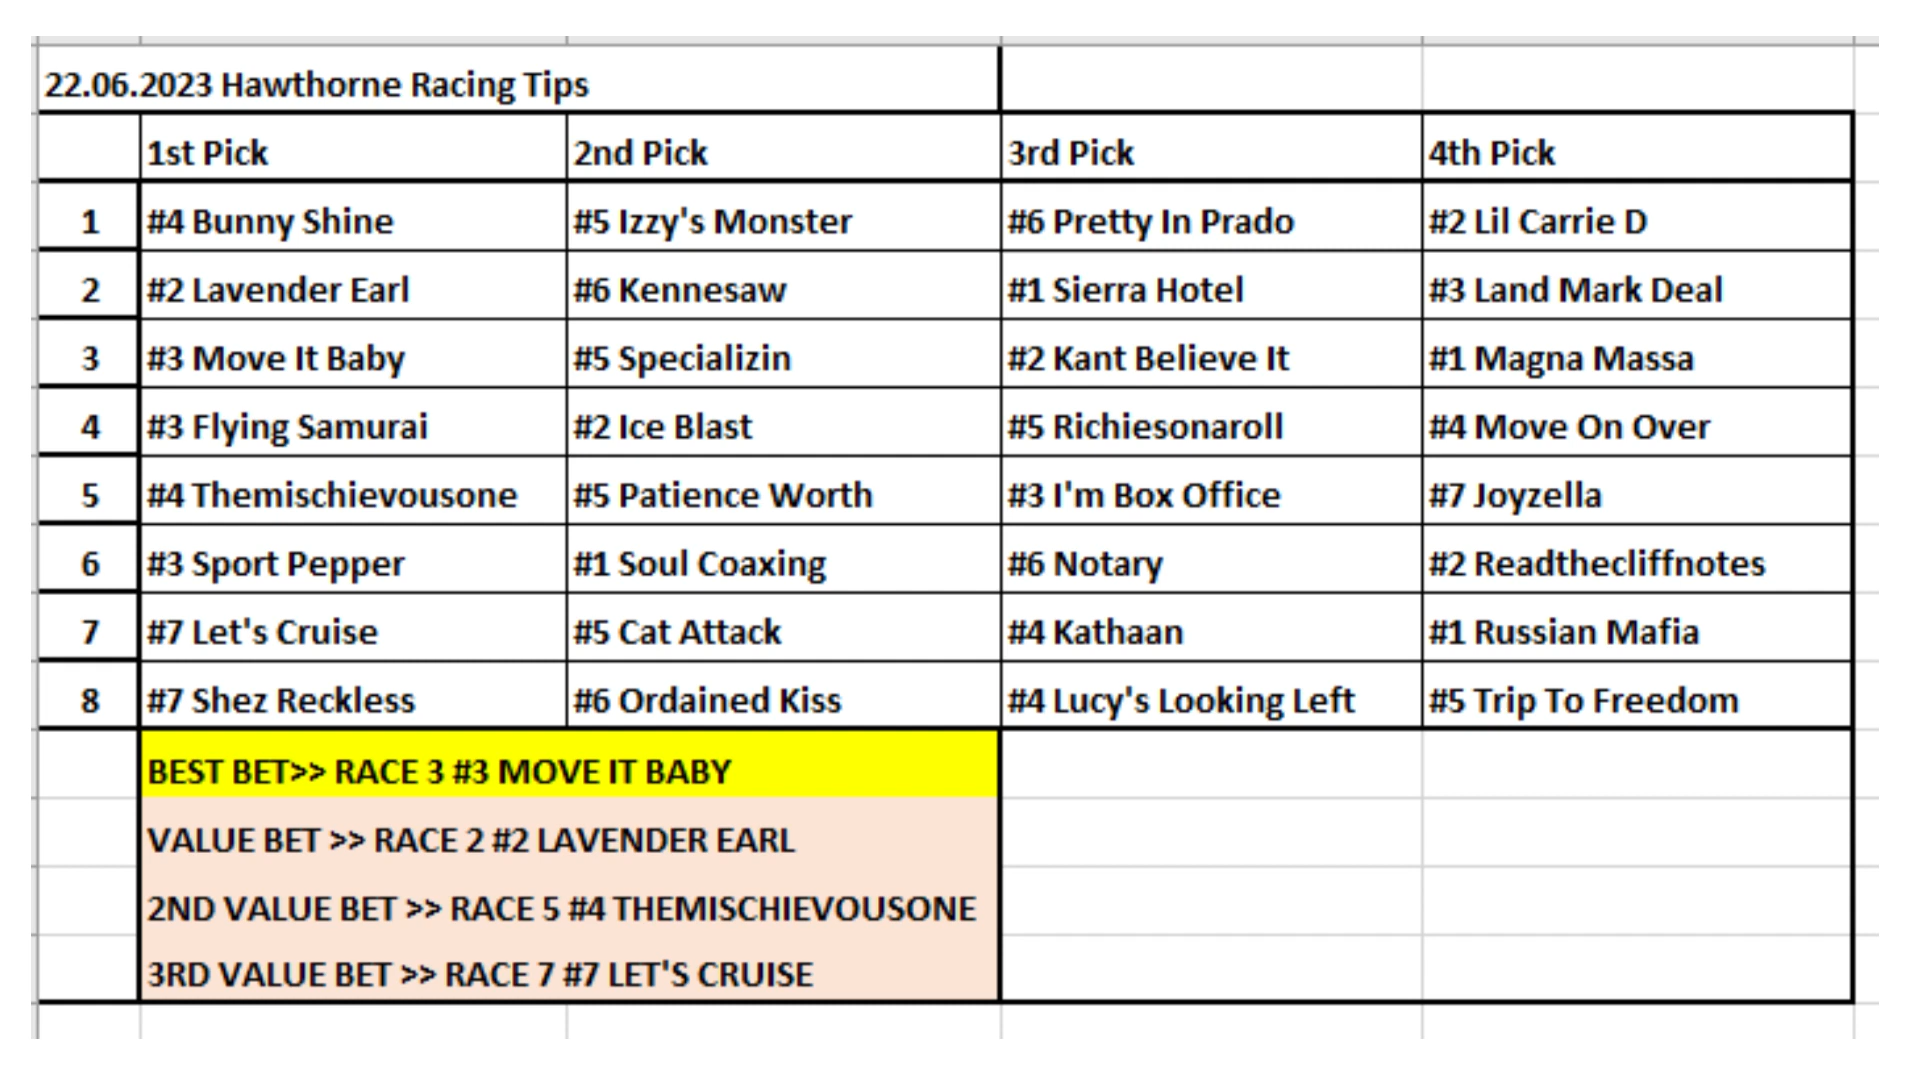 22.06.2023 Hawthorne Racing Tips
1st Pick 2nd Pick 3rd Pick 4th Pick
1 #4 Bunny Shine #5 Izzy's Monster #6 Pretty In Prado #2 Lil Carrie D
2 #2 Lavender Earl #6 Kennesaw #1 Sierra Hotel #3 Land Mark Deal
3 #3 Move It Baby #5 Specializin #2 Kant Believe It #1 Magna Massa
4 #3 Flying Samurai #2 Ice Blast #5 Richiesonaroll #4 Move On Over
5 #4 Themischievousone #5 Patience Worth #3 I'm Box Office #7 Joyzella
6 #3 Sport Pepper #1 Soul Coaxing #6 Notary #2 Readthecliffnotes
7 #7 Let's Cruise #5 Cat Attack #4 Kathaan #1 Russian Mafia
8 #7 Shez Reckless #6 Ordained Kiss #4 Lucy's Looking Left #5 Trip To Freedom
BEST BET>> RACE 3 #3 MOVE IT BABY
VALUE BET >> RACE 2 #2 LAVENDER EARL
2ND VALUE BET >> RACE 5 #4 THEMISCHIEVOUSONE
3RD VALUE BET >> RACE 7 #7 LET'S CRUISE